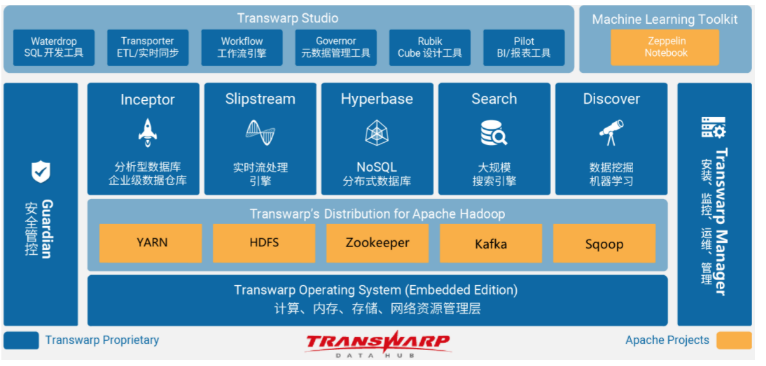 Transwarp Studio
Waterdrop
SQL开发工具
Transporter
ETL/实时同步
Workflow
工作流引擎
Governor
元数据管理工具
Rubik
Cube 设计工具
Pilot
BI/报表工具
Machine Learning Toolkit
Zeppelin
Notebook
Guardian
安全管控
Inceptor
分析型数据库
企业级数据仓库
Slipstream
实时流处理
引擎
Hyperbase
NoSQL
分布式数据库
Search
大规模
搜索引擎
Discover
数据挖掘
机器学习
Transwarp Manager
安装、监控、运维、管理
Transwarp's Distribution for Apache Hadoop
YARN
HDFS
Zookeeper
Kafka
Sqoop
Transwarp Operating System (Embedded Edition)
计算、内存、存储、网络资源管理层
Transwarp Proprietary
TRANSWARP
DATA HUB
Apache Projects